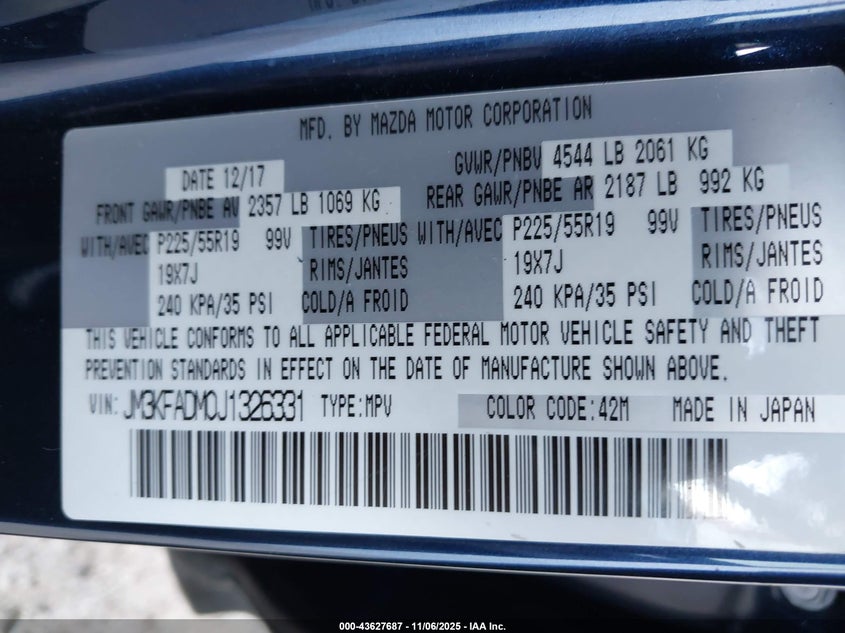 MFD. BY MAZDA MOTOR CORPORATION
DATE 12/17
GVWR/PNBV 4544 LB 2061 KG
FRONT GAWR/PNBE AV 2357 LB 1069 KG
REAR GAWR/PNBE AR 2187 LB 992 KG
WITH/AVEC P225/55R19 99V TIRES/PNEUS
19X7J RIMS/JANTES
240 KPA/35 PSI COLD/A FROID
WITH/AVEC P225/55R19 99V TIRES/PNEUS
19X7J RIMS/JANTES
240 KPA/35 PSI COLD/A FROID
THIS VEHICLE CONFORMS TO ALL APPLICABLE FEDERAL MOTOR VEHICLE SAFETY AND THEFT
PREVENTION STANDARDS IN EFFECT ON THE DATE OF MANUFACTURE SHOWN ABOVE.
VIN: JM3KFADM0J1326331 TYPE:MPV COLOR CODE:42M MADE IN JAPAN
000-43627687 - 11/06/2025 - IAA Inc.